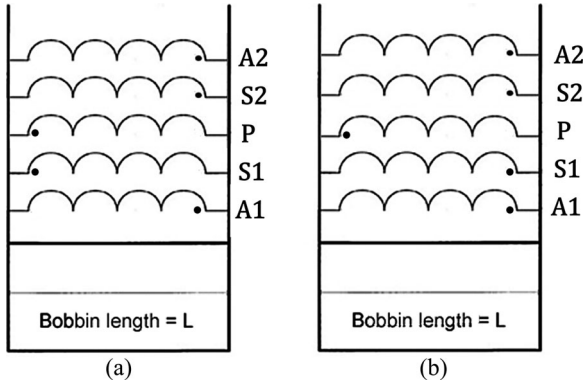 A2
S2
P
S1
A1
Bobbin length = L
(a)
A2
S2
P
S1
A1
Bobbin length = L
(b)